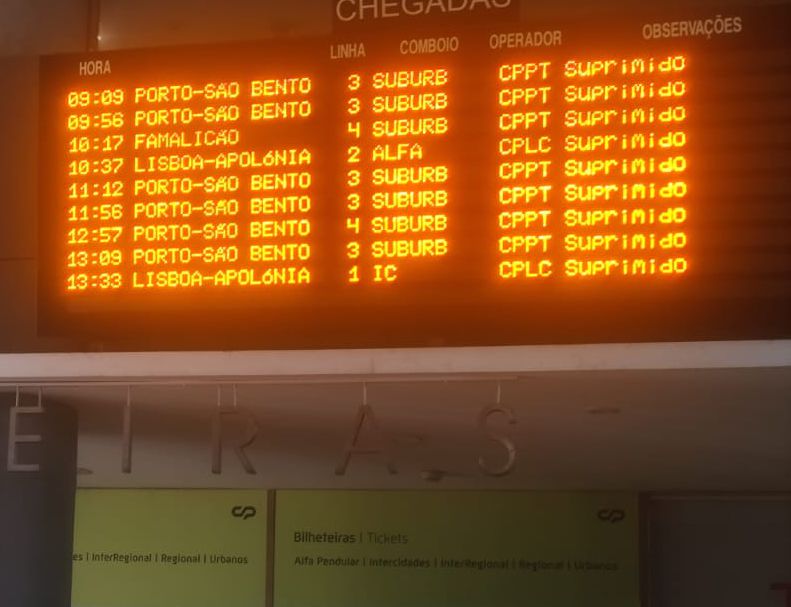 CHEGADAS
HORA LINHA COMBOIO OPERADOR OBSERVAÇÕES
09:09 PORTO-SÃO BENTO 3 SUBURB CPPT Suprimido
09:56 PORTO-SÃO BENTO 3 SUBURB CPPT Suprimido
10:17 FAMALICÃO 4 SUBURB CPPT Suprimido
10:37 LISBOA-APOLóNIA 2 ALFA CPLC Suprimido
11:12 PORTO-SÃO BENTO 3 SUBURB CPPT Suprimido
11:56 PORTO-SÃO BENTO 3 SUBURB CPPT Suprimido
12:57 PORTO-SÃO BENTO 4 SUBURB CPPT Suprimido
13:09 PORTO-SÃO BENTO 3 SUBURB CPPT Suprimido
13:33 LISBOA-APOLóNIA 1 IC CPLC Suprimido
EIRAS
CP CP
Bilheteiras | Tickets
es | InterRegional | Regional | Urbanos
Alfa Pendular | Intercidades | InterRegional | Regional | Urbanos